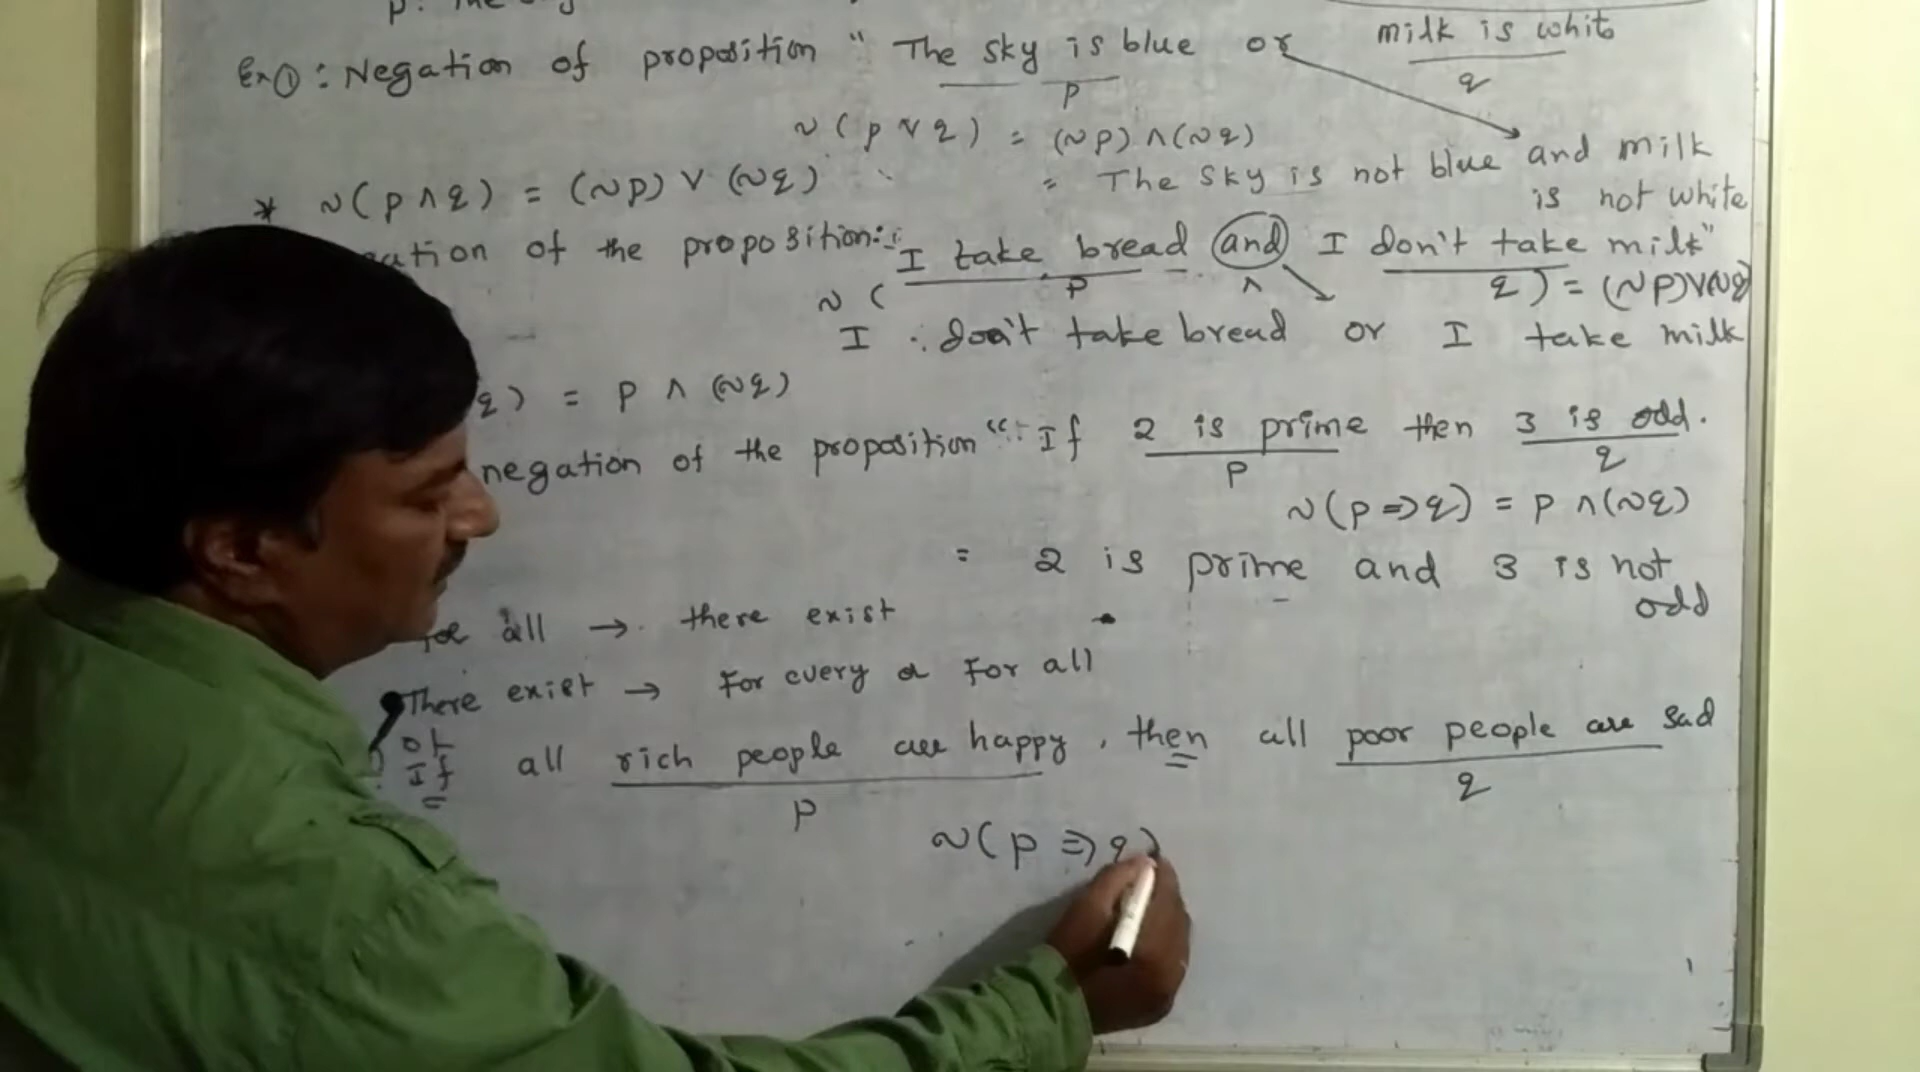 Ex①: Negation of proposition " The sky is blue or milk is white
p q
~(p ∨ q) = (~p) ∧ (~q)
* ~(p ∧ q) = (~p) ∨ (~q)
= The sky is not blue and milk is not white
of the proposition: I take bread and I don't take milk"
~( p ∧ q) = (~p)∨(~q)
I don't take bread or I take milk
q) = p ∧ (~q)
negation of the proposition " If 2 is prime then 3 is odd.
p q
~(p ⇒ q) = p ∧ (~q)
= 2 is prime and 3 is not odd
all → there exist
There exist → For every or For all
If all rich people are happy, then all poor people are sad
p q
~(p ⇒ q)